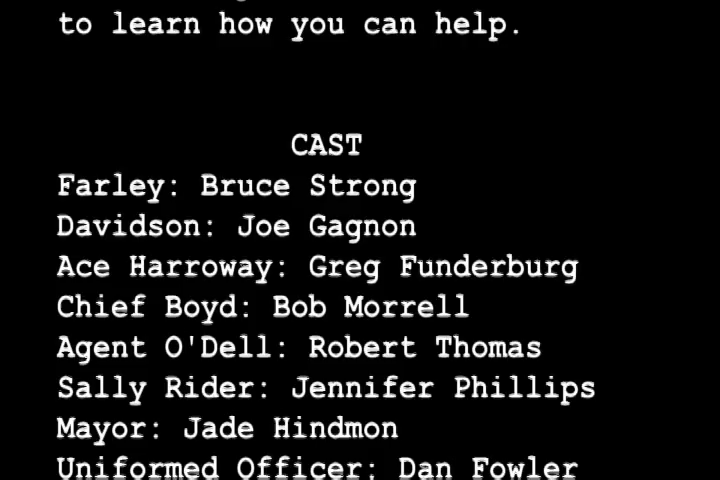 to learn how you can help.
CAST
Farley: Bruce Strong
Davidson: Joe Gagnon
Ace Harroway: Greg Funderburg
Chief Boyd: Bob Morrell
Agent O'Dell: Robert Thomas
Sally Rider: Jennifer Phillips
Mayor: Jade Hindmon
Uniformed Officer: Dan Fowler